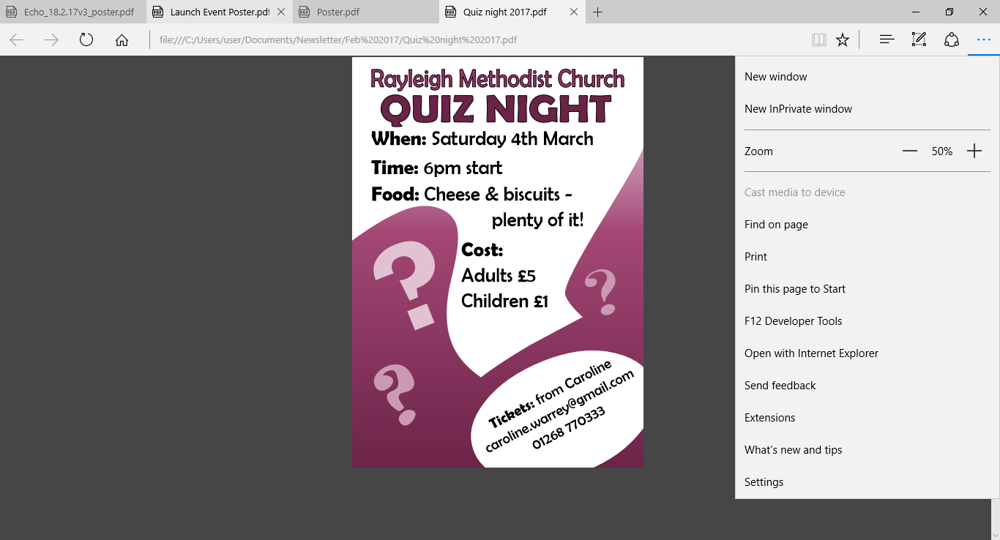 Echo_18.2.17v3_poster.pdf
Launch Event Poster.pdf
Poster.pdf
Quiz night 2017.pdf
file:///C:/Users/user/Documents/Newsletter/Feb%202017/Quiz%20night%202017.pdf
Rayleigh Methodist Church
QUIZ NIGHT
When: Saturday 4th March
Time: 6pm start
Food: Cheese & biscuits -
plenty of it!
Cost:
Adults £5
Children £1
?
?
?
Tickets: from Caroline
caroline.warrey@gmail.com
01268 770333
New window
New InPrivate window
Zoom
50%
Cast media to device
Find on page
Print
Pin this page to Start
F12 Developer Tools
Open with Internet Explorer
Send feedback
Extensions
What's new and tips
Settings